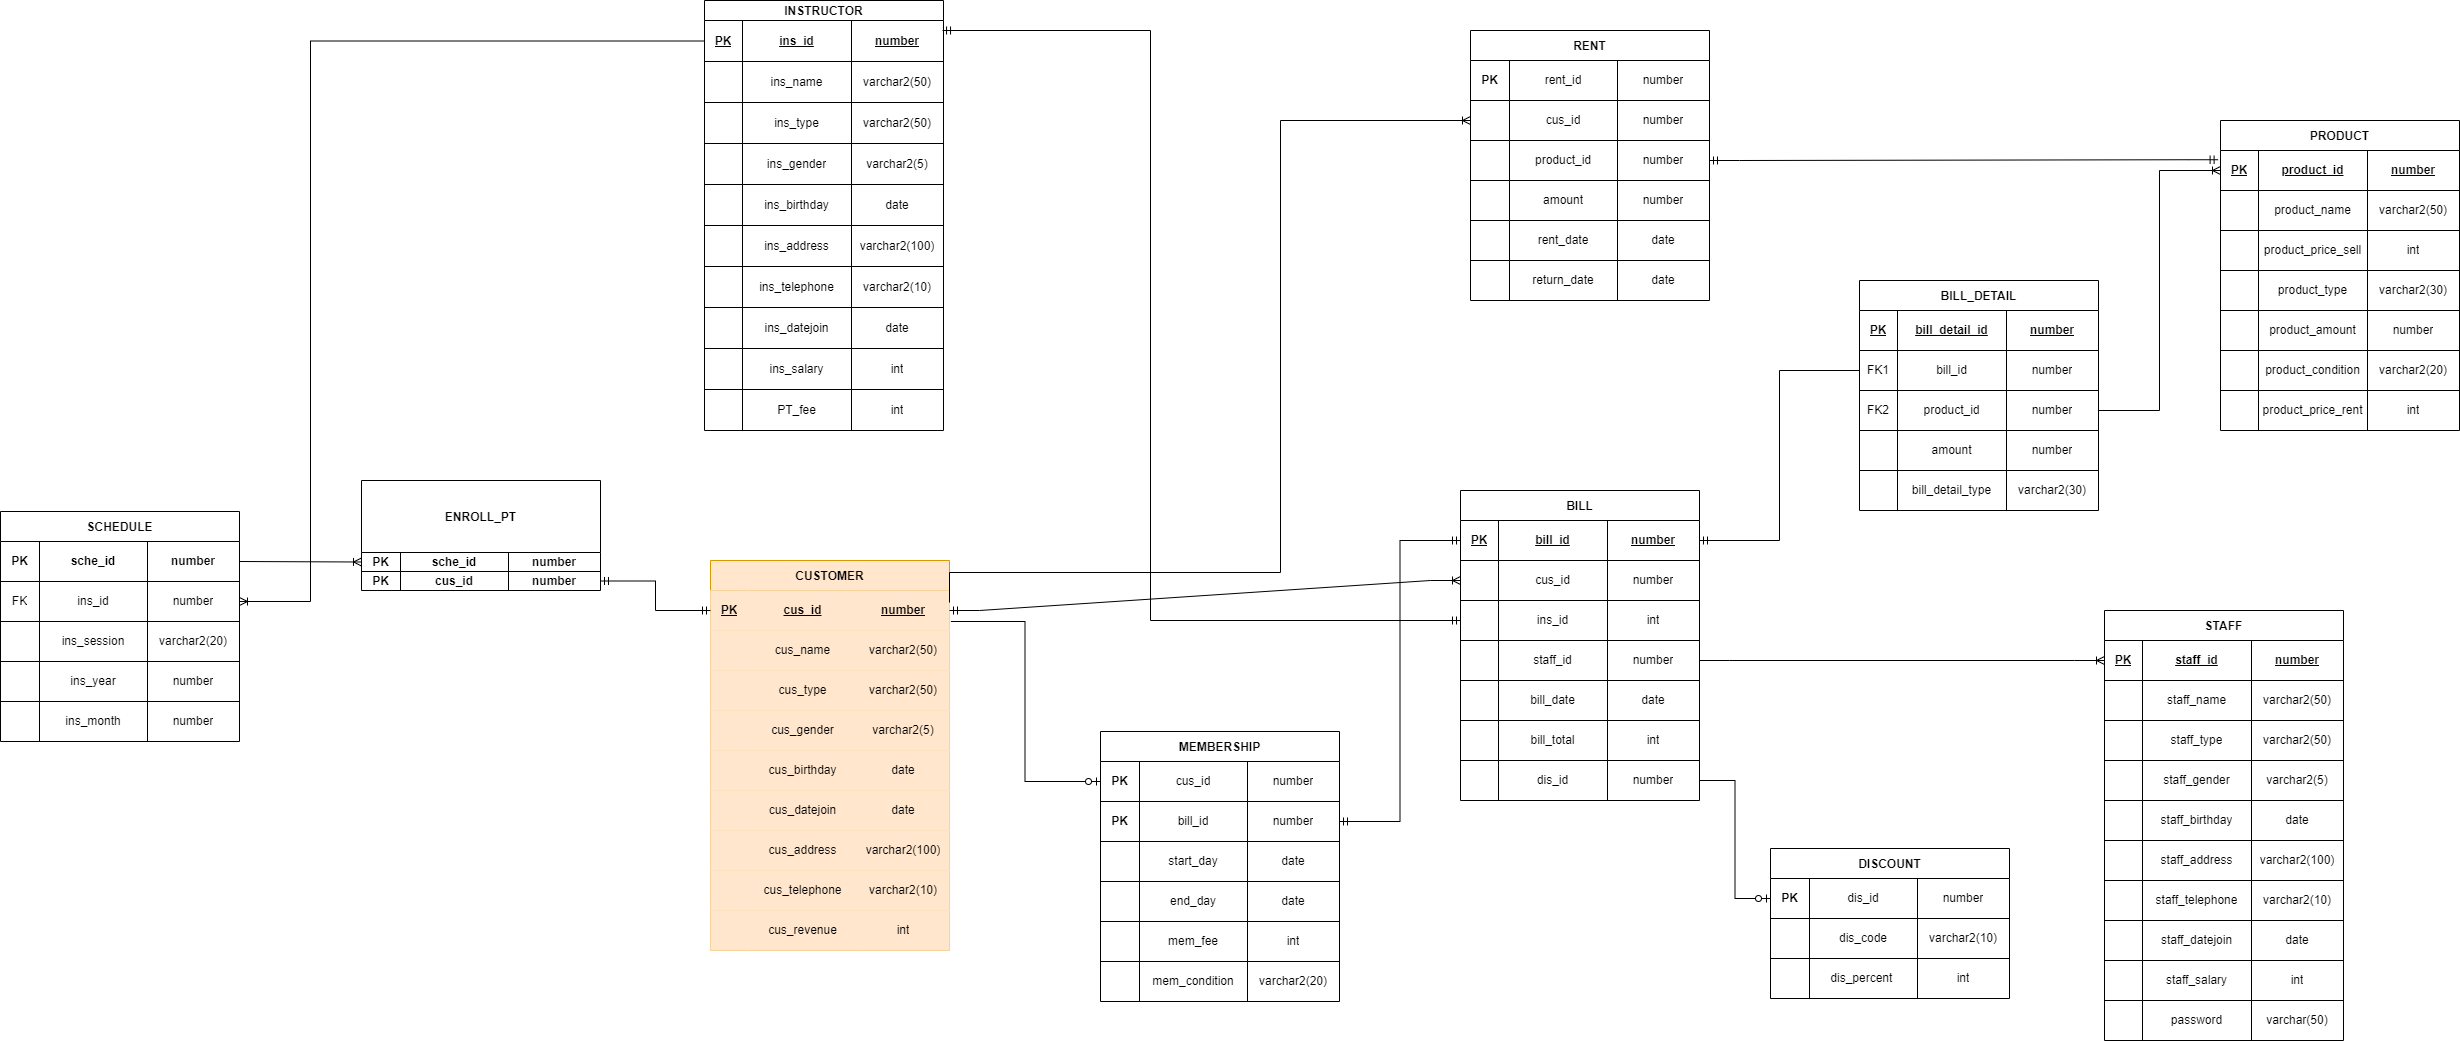 INSTRUCTOR
PK ins_id number
ins_name varchar2(50)
ins_type varchar2(50)
ins_gender varchar2(5)
ins_birthday date
ins_address varchar2(100)
ins_telephone varchar2(10)
ins_datejoin date
ins_salary int
PT_fee int
RENT
PK rent_id number
cus_id number
product_id number
amount number
rent_date date
return_date date
PRODUCT
PK product_id number
product_name varchar2(50)
product_price_sell int
product_type varchar2(30)
product_amount number
product_condition varchar2(20)
product_price_rent int
BILL_DETAIL
PK bill_detail_id number
FK1 bill_id number
FK2 product_id number
amount number
bill_detail_type varchar2(30)
SCHEDULE
PK sche_id number
FK ins_id number
ins_session varchar2(20)
ins_year number
ins_month number
ENROLL_PT
PK sche_id number
PK cus_id number
CUSTOMER
PK cus_id number
cus_name varchar2(50)
cus_type varchar2(50)
cus_gender varchar2(5)
cus_birthday date
cus_datejoin date
cus_address varchar2(100)
cus_telephone varchar2(10)
cus_revenue int
BILL
PK bill_id number
cus_id number
ins_id int
staff_id number
bill_date date
bill_total int
dis_id number
MEMBERSHIP
PK cus_id number
PK bill_id number
start_day date
end_day date
mem_fee int
mem_condition varchar2(20)
DISCOUNT
PK dis_id number
dis_code varchar2(10)
dis_percent int
STAFF
PK staff_id number
staff_name varchar2(50)
staff_type varchar2(50)
staff_gender varchar2(5)
staff_birthday date
staff_address varchar2(100)
staff_telephone varchar2(10)
staff_datejoin date
staff_salary int
password varchar(50)